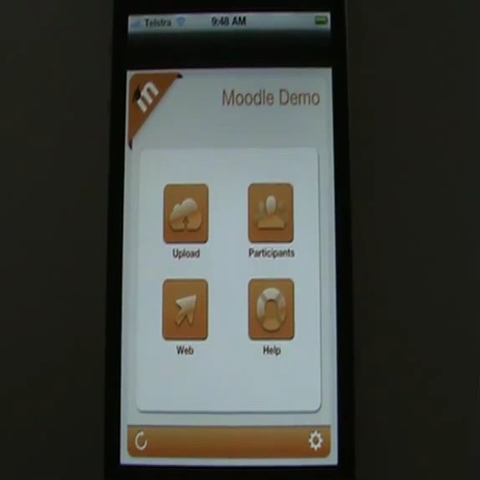 Telstra 9:48 AM
m
Moodle Demo
Upload Participants
Web Help